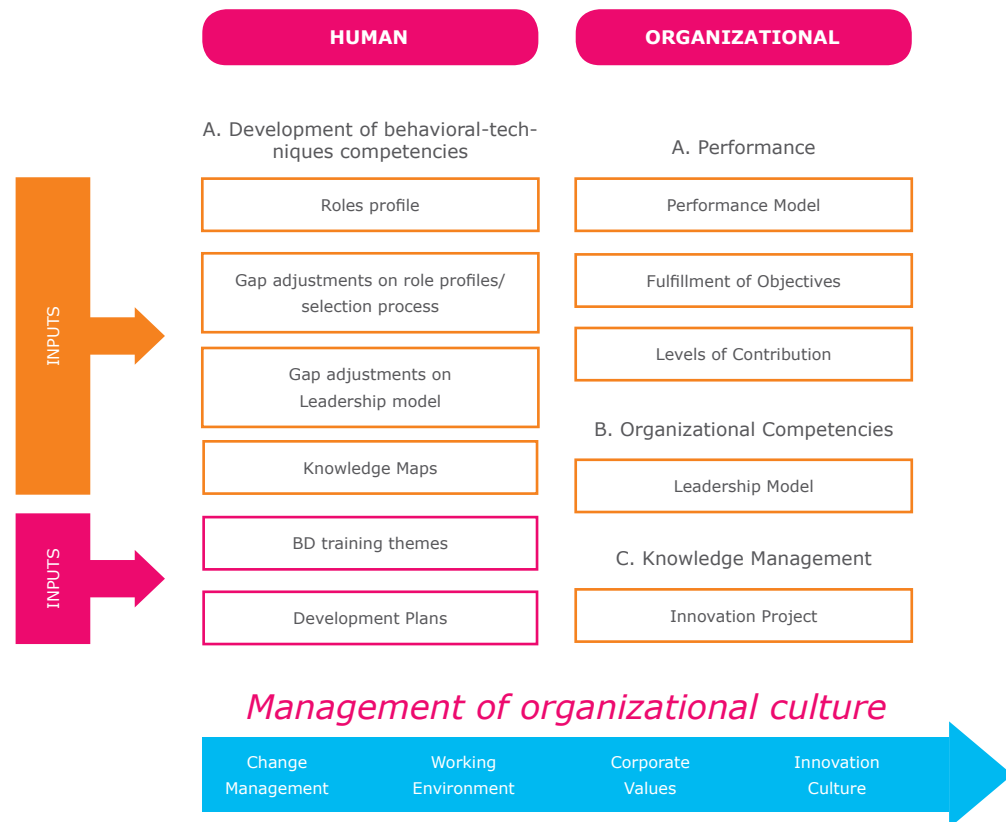 HUMAN
ORGANIZATIONAL
A. Development of behavioral-tech-
niques competencies
A. Performance
INPUTS
Roles profile
Performance Model
Gap adjustments on role profiles/
selection process
Fulfillment of Objectives
Gap adjustments on
Leadership model
Levels of Contribution
B. Organizational Competencies
Knowledge Maps
Leadership Model
INPUTS
BD training themes
C. Knowledge Management
Development Plans
Innovation Project
Management of organizational culture
Change
Management
Working
Environment
Corporate
Values
Innovation
Culture